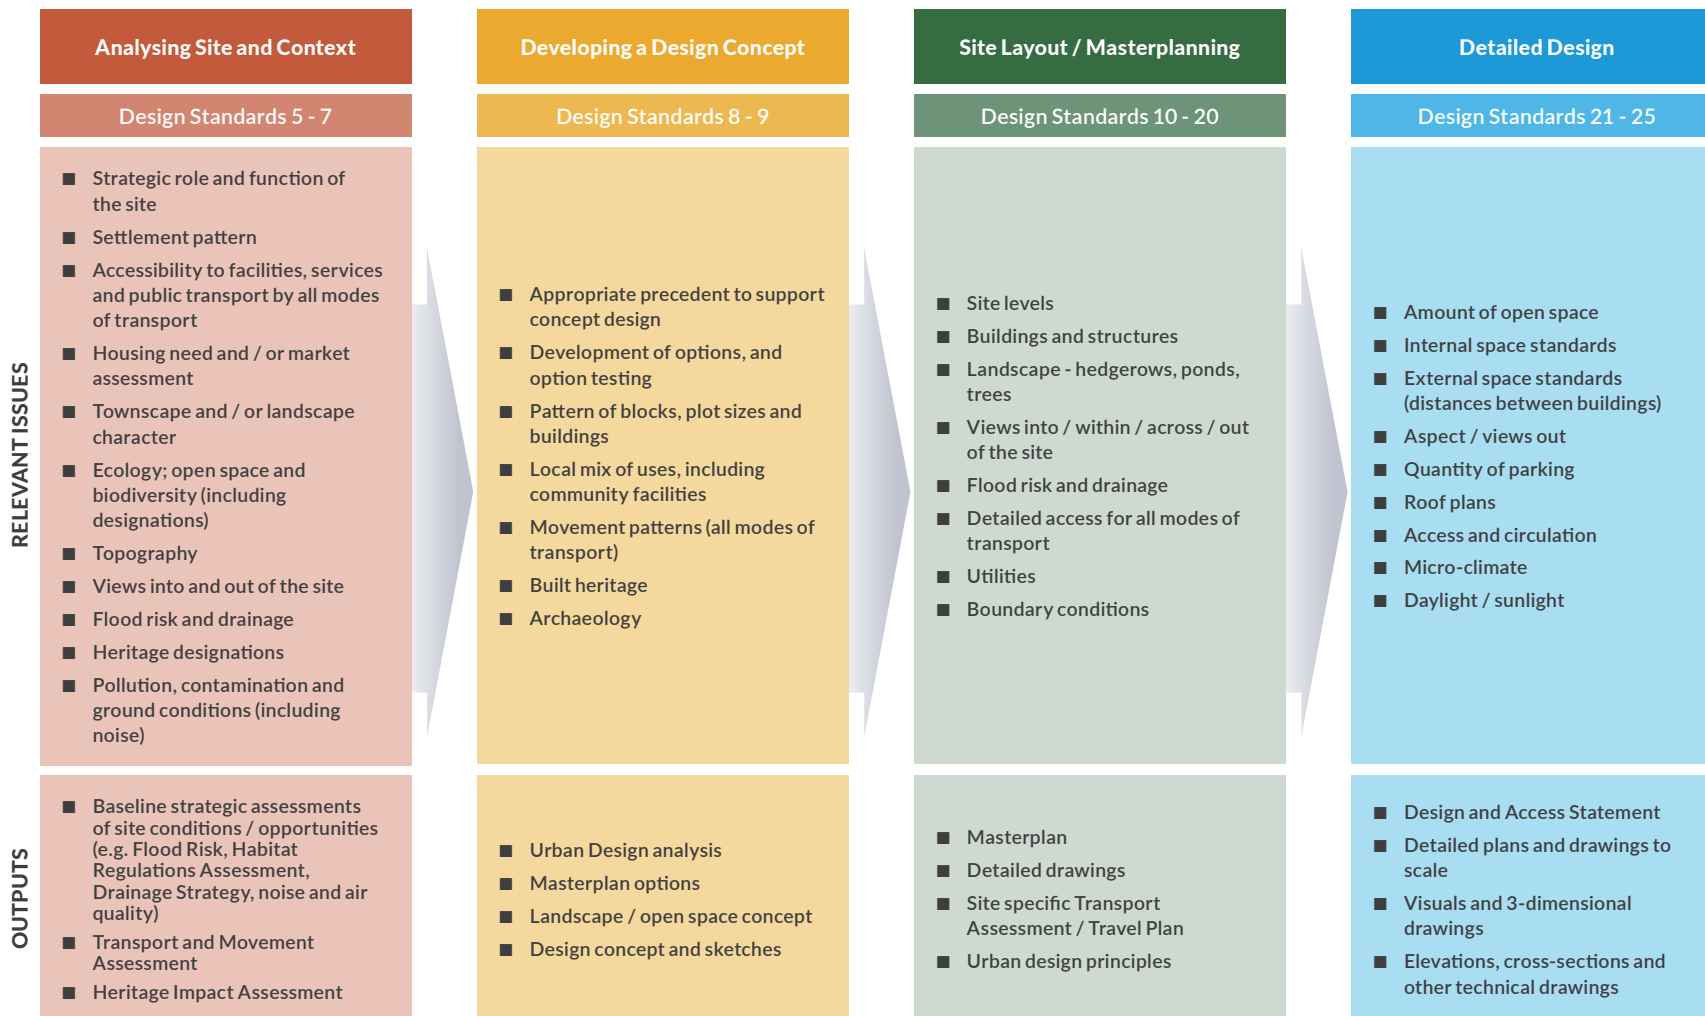 Analysing Site and Context
Design Standards 5 - 7
RELEVANT ISSUES
■ Strategic role and function of
the site
■ Settlement pattern
■ Accessibility to facilities, services
and public transport by all modes
of transport
■ Housing need and / or market
assessment
■ Townscape and / or landscape
character
■ Ecology; open space and
biodiversity (including
designations)
■ Topography
■ Views into and out of the site
■ Flood risk and drainage
■ Heritage designations
■ Pollution, contamination and
ground conditions (including
noise)
OUTPUTS
■ Baseline strategic assessments
of site conditions / opportunities
(e.g. Flood Risk, Habitat
Regulations Assessment,
Drainage Strategy, noise and air
quality)
■ Transport and Movement
Assessment
■ Heritage Impact Assessment
Developing a Design Concept
Design Standards 8 - 9
■ Appropriate precedent to support
concept design
■ Development of options, and
option testing
■ Pattern of blocks, plot sizes and
buildings
■ Local mix of uses, including
community facilities
■ Movement patterns (all modes of
transport)
■ Built heritage
■ Archaeology
■ Urban Design analysis
■ Masterplan options
■ Landscape / open space concept
■ Design concept and sketches
Site Layout / Masterplanning
Design Standards 10 - 20
■ Site levels
■ Buildings and structures
■ Landscape - hedgerows, ponds,
trees
■ Views into / within / across / out
of the site
■ Flood risk and drainage
■ Detailed access for all modes of
transport
■ Utilities
■ Boundary conditions
■ Masterplan
■ Detailed drawings
■ Site specific Transport
Assessment / Travel Plan
■ Urban design principles
Detailed Design
Design Standards 21 - 25
■ Amount of open space
■ Internal space standards
■ External space standards
(distances between buildings)
■ Aspect / views out
■ Quantity of parking
■ Roof plans
■ Access and circulation
■ Micro-climate
■ Daylight / sunlight
■ Design and Access Statement
■ Detailed plans and drawings to
scale
■ Visuals and 3-dimensional
drawings
■ Elevations, cross-sections and
other technical drawings